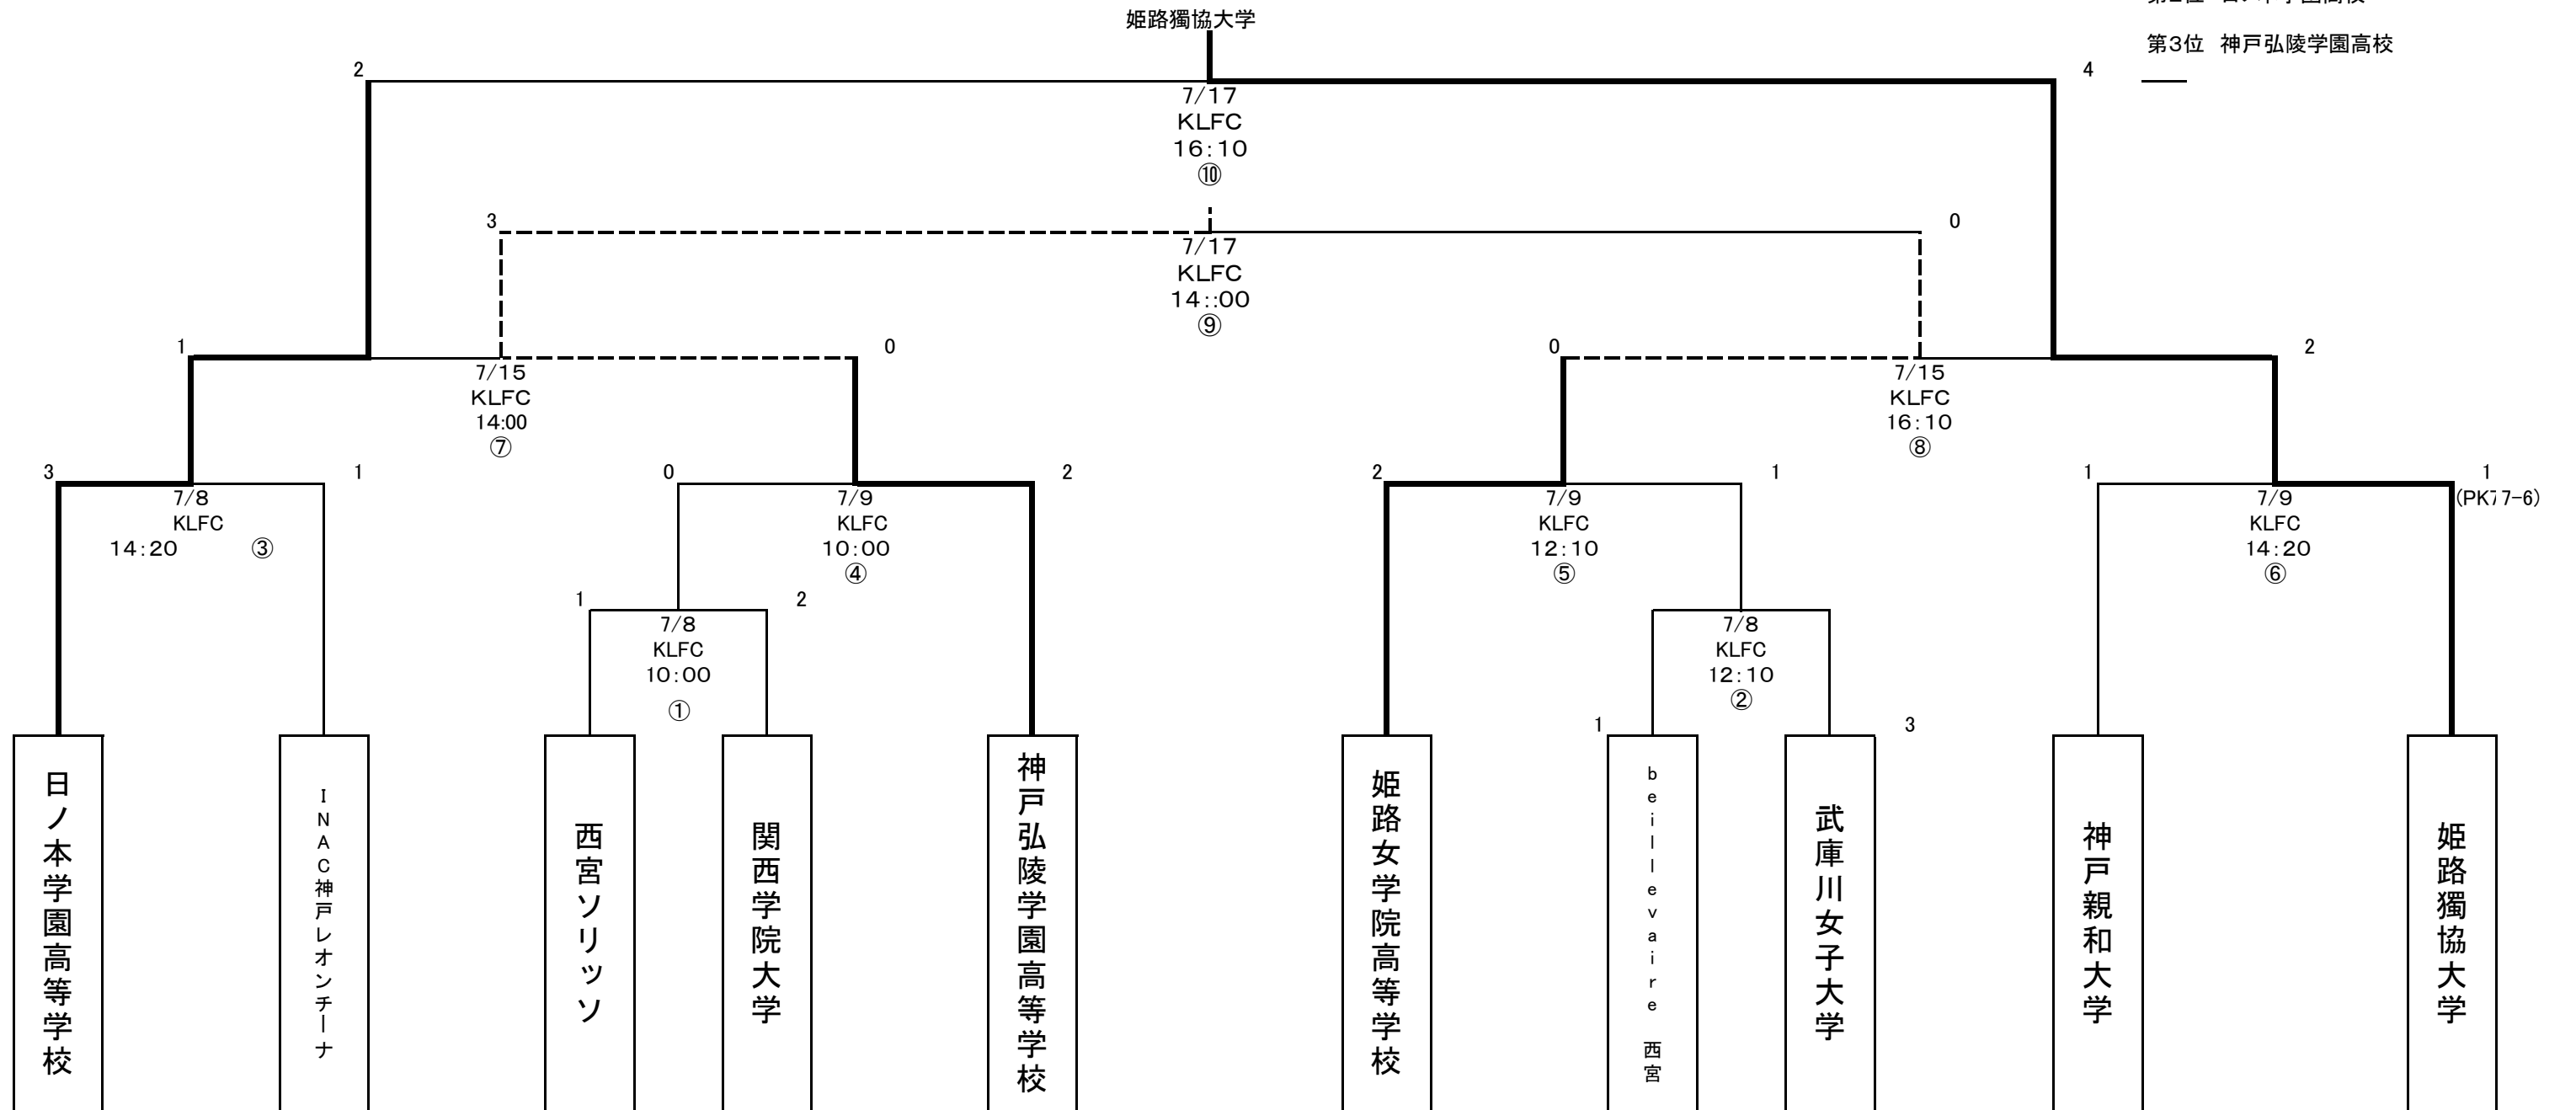 姫路獨協大学
第3位 神戸弘陵学園高校
2
4
7/17
KLFC
16:10
⑩
3
0
7/17
KLFC
14::00
⑨
1
0
0
2
7/15
KLFC
14:00
⑦
7/15
KLFC
16:10
⑧
3
1
0
2
2
1
1
1
(PK7 7-6)
7/8
KLFC
14:20 ③
7/9
KLFC
10:00
④
7/9
KLFC
12:10
⑤
7/9
KLFC
14:20
⑥
1
2
7/8
KLFC
10:00
①
7/8
KLFC
12:10
②
1
3
日ノ本学園高等学校
INAC神戸レオンチーナ
西宮ソリッソ
関西学院大学
神戸弘陵学園高等学校
姫路女学院高等学校
beillevaire 西宮
武庫川女子大学
神戸親和大学
姫路獨協大学